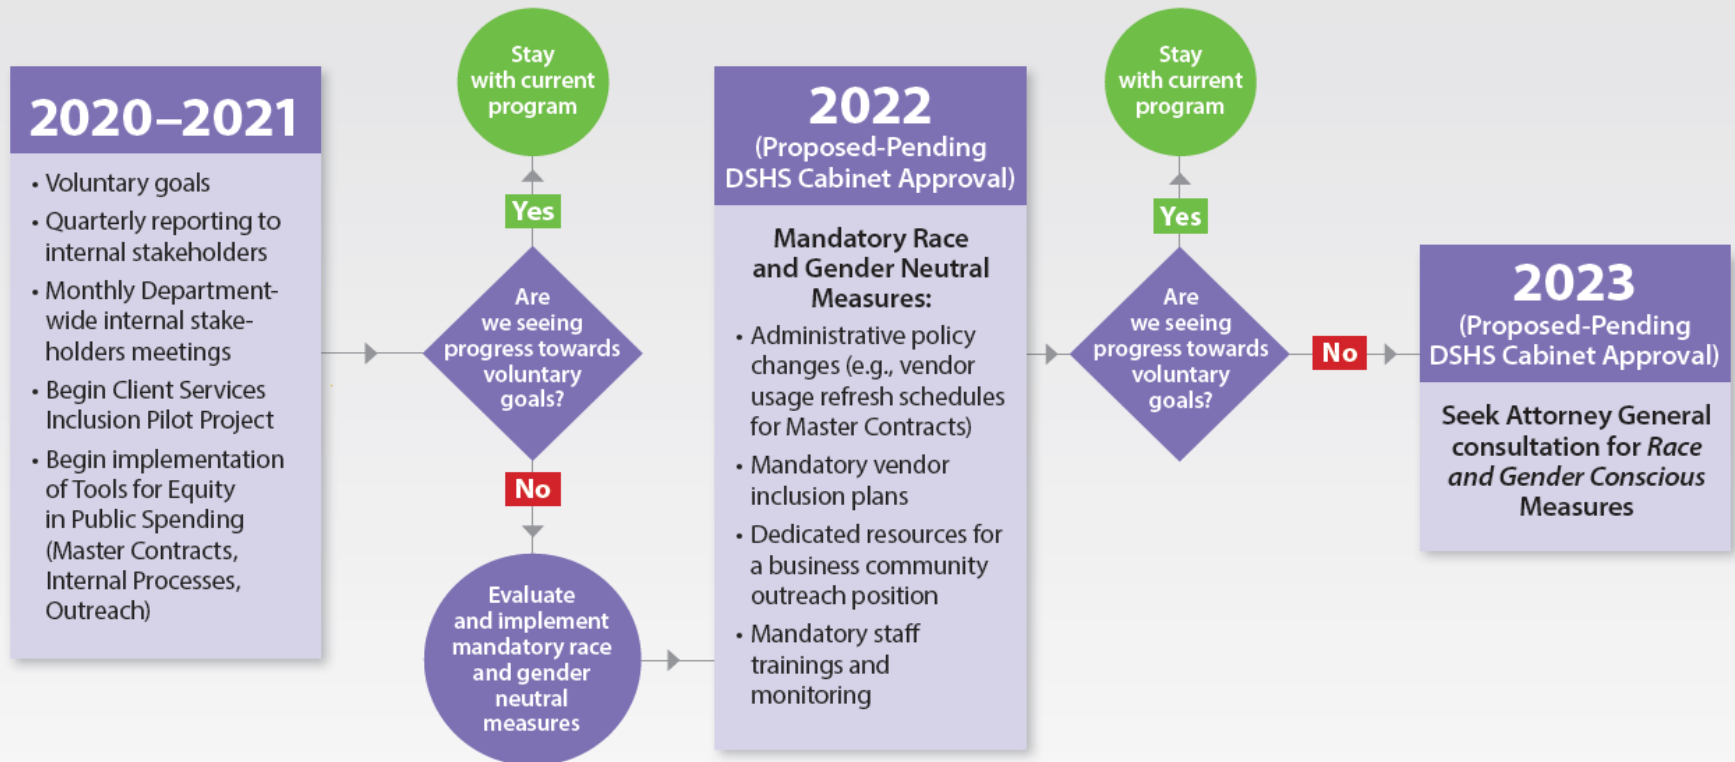 2020–2021
• Voluntary goals
• Quarterly reporting to
internal stakeholders
• Monthly Department-
wide internal stake-
holders meetings
• Begin Client Services
Inclusion Pilot Project
• Begin implementation
of Tools for Equity
in Public Spending
(Master Contracts,
Internal Processes,
Outreach)
Stay
with current
program
Yes
Are
we seeing
progress towards
voluntary
goals?
No
Evaluate
and implement
mandatory race
and gender
neutral
measures
2022
(Proposed-Pending
DSHS Cabinet Approval)
Mandatory Race
and Gender Neutral
Measures:
• Administrative policy
changes (e.g., vendor
usage refresh schedules
for Master Contracts)
• Mandatory vendor
inclusion plans
• Dedicated resources for
a business community
outreach position
• Mandatory staff
trainings and
monitoring
Stay
with current
program
Yes
Are
we seeing
progress towards
voluntary
goals?
No
2023
(Proposed-Pending
DSHS Cabinet Approval)
Seek Attorney General
consultation for Race
and Gender Conscious
Measures